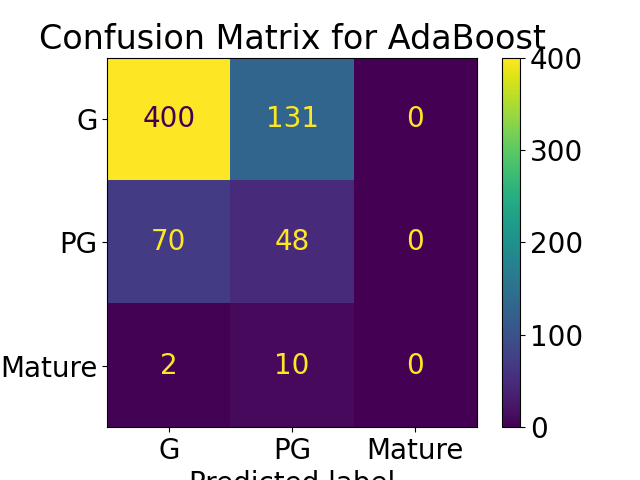 Confusion Matrix for AdaBoost
G 400 131 0
PG 70 48 0
Mature 2 10 0
G PG Mature
Predicted label
400
300
200
100
0